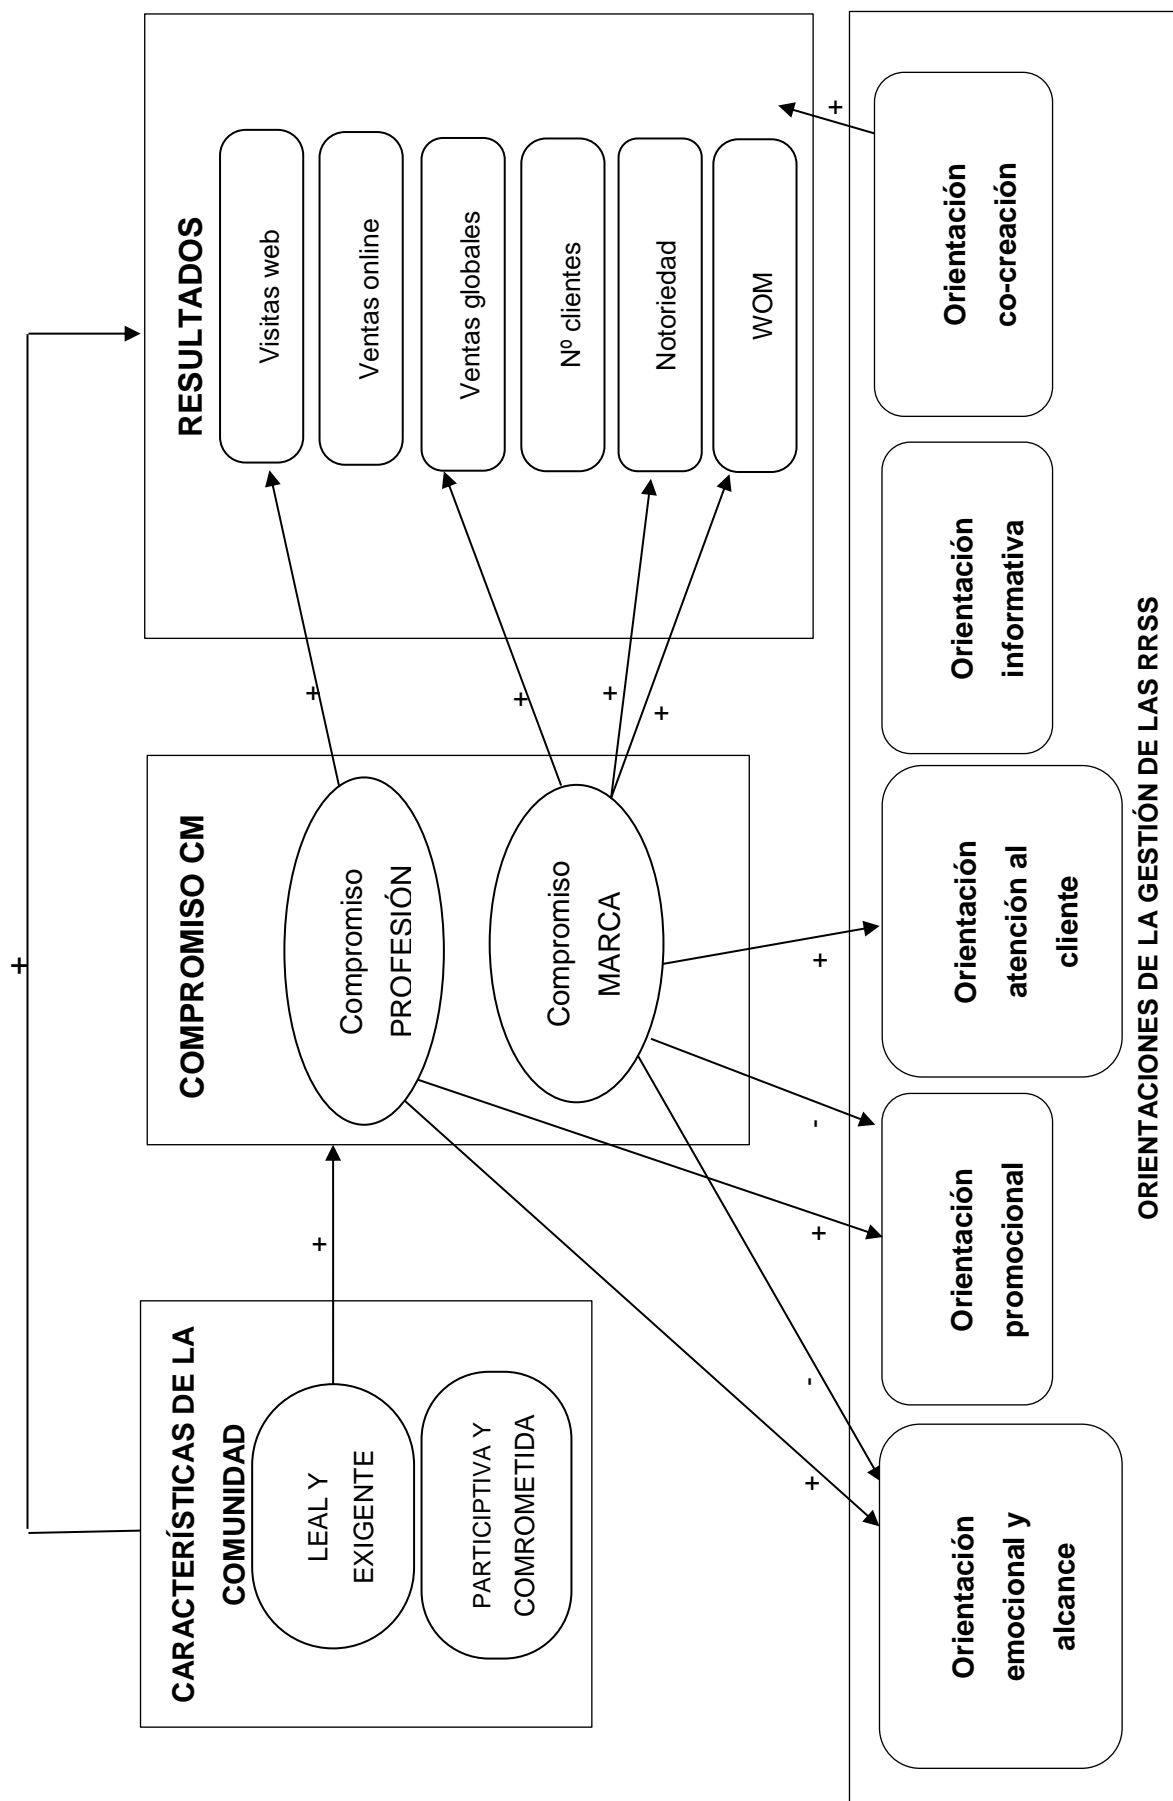 +
CARACTERÍSTICAS DE LA
COMUNIDAD
LEAL Y
EXIGENTE
PARTICIPTIVA Y
COMROMETIDA
+
COMPROMISO CM
Compromiso
PROFESIÓN
Compromiso
MARCA
+
+
+
+
RESULTADOS
Visitas web
Ventas online
Ventas globales
Nº clientes
Notoriedad
WOM
+
-
+
-
+
+
Orientación
emocional y
alcance
Orientación
promocional
Orientación
atención al
cliente
Orientación
informativa
Orientación
co-creación
ORIENTACIONES DE LA GESTIÓN DE LAS RRSS